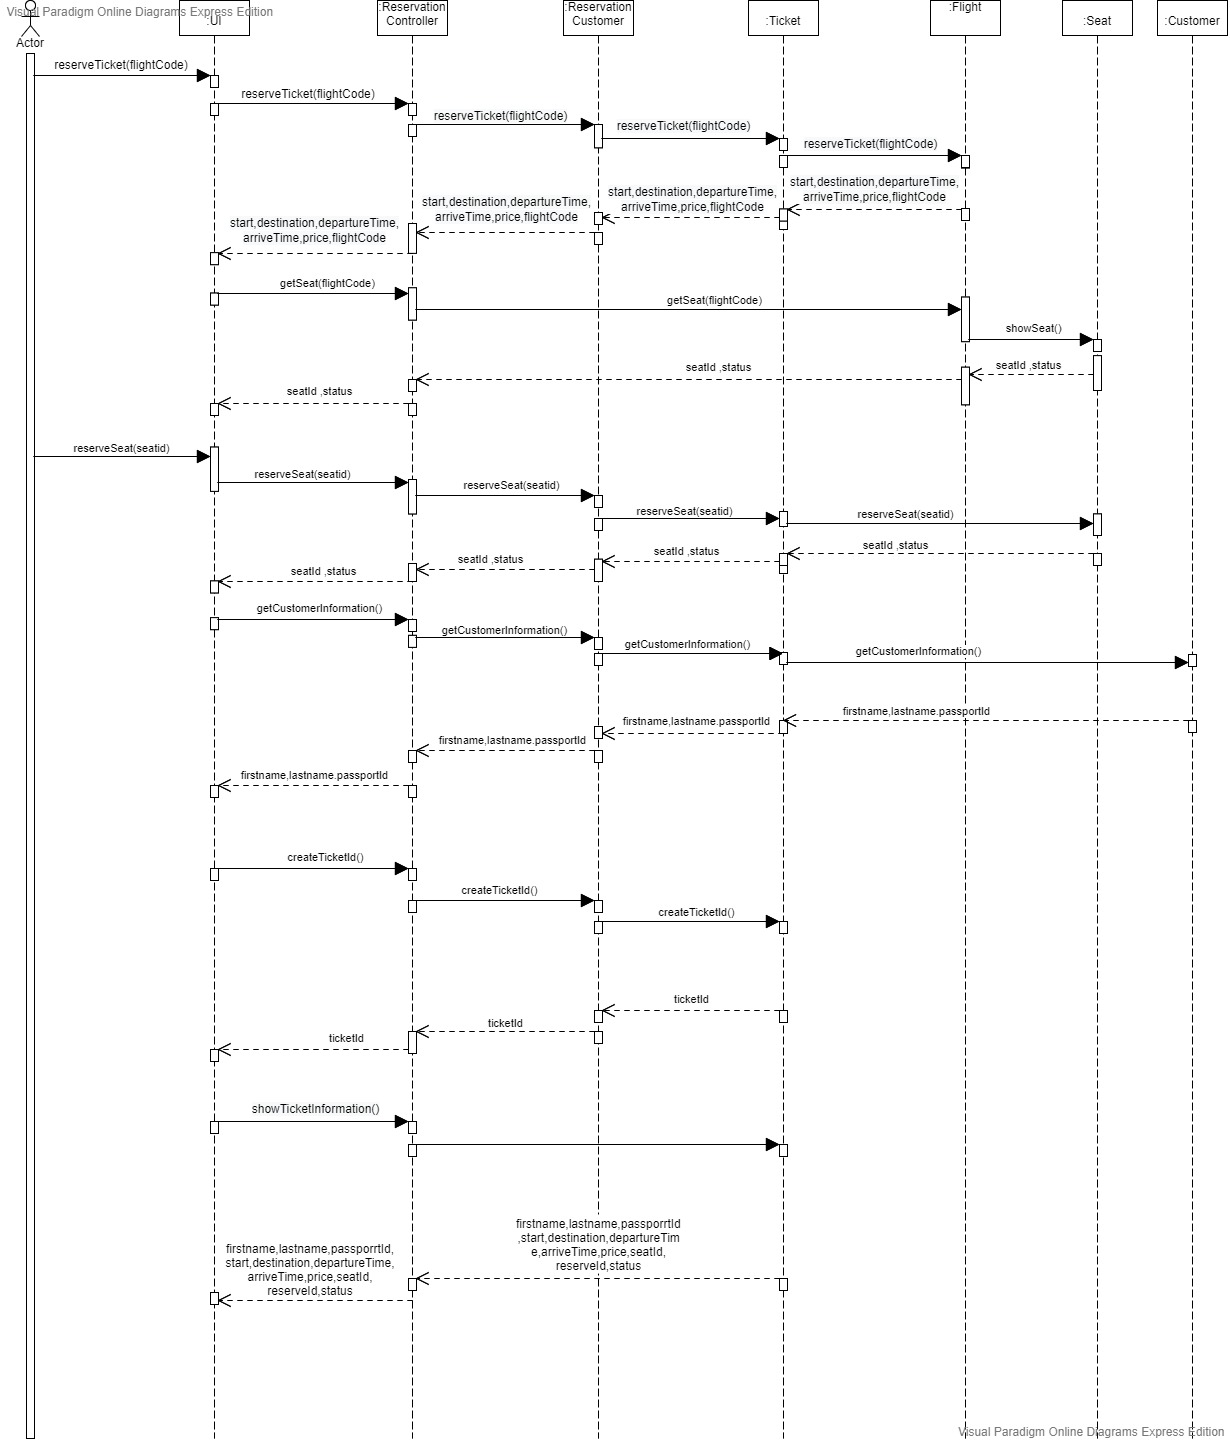 Visual Paradigm Online Diagrams Express Edition
Actor
:UI
:Reservation
Controller
:Reservation
Customer
:Ticket
:Flight
:Seat
:Customer
reserveTicket(flightCode)
reserveTicket(flightCode)
reserveTicket(flightCode)
reserveTicket(flightCode)
reserveTicket(flightCode)
start,destination,departureTime,
arriveTime,price,flightCode
start,destination,departureTime,
arriveTime,price,flightCode
start,destination,departureTime,
arriveTime,price,flightCode
start,destination,departureTime,
arriveTime,price,flightCode
getSeat(flightCode)
getSeat(flightCode)
showSeat()
seatId ,status
seatId ,status
seatId ,status
reserveSeat(seatid)
reserveSeat(seatid)
reserveSeat(seatid)
reserveSeat(seatid)
reserveSeat(seatid)
seatId ,status
seatId ,status
seatId ,status
seatId ,status
getCustomerInformation()
getCustomerInformation()
getCustomerInformation()
getCustomerInformation()
firstname,lastname.passportId
firstname,lastname.passportId
firstname,lastname.passportId
firstname,lastname.passportId
createTicketId()
createTicketId()
createTicketId()
ticketId
ticketId
ticketId
showTicketInformation()
firstname,lastname,passporrtId
,start,destination,departureTim
e,arriveTime,price,seatId,
reserveId,status
firstname,lastname,passporrtId,
start,destination,departureTime,
arriveTime,price,seatId,
reserveId,status
Visual Paradigm Online Diagrams Express Edition